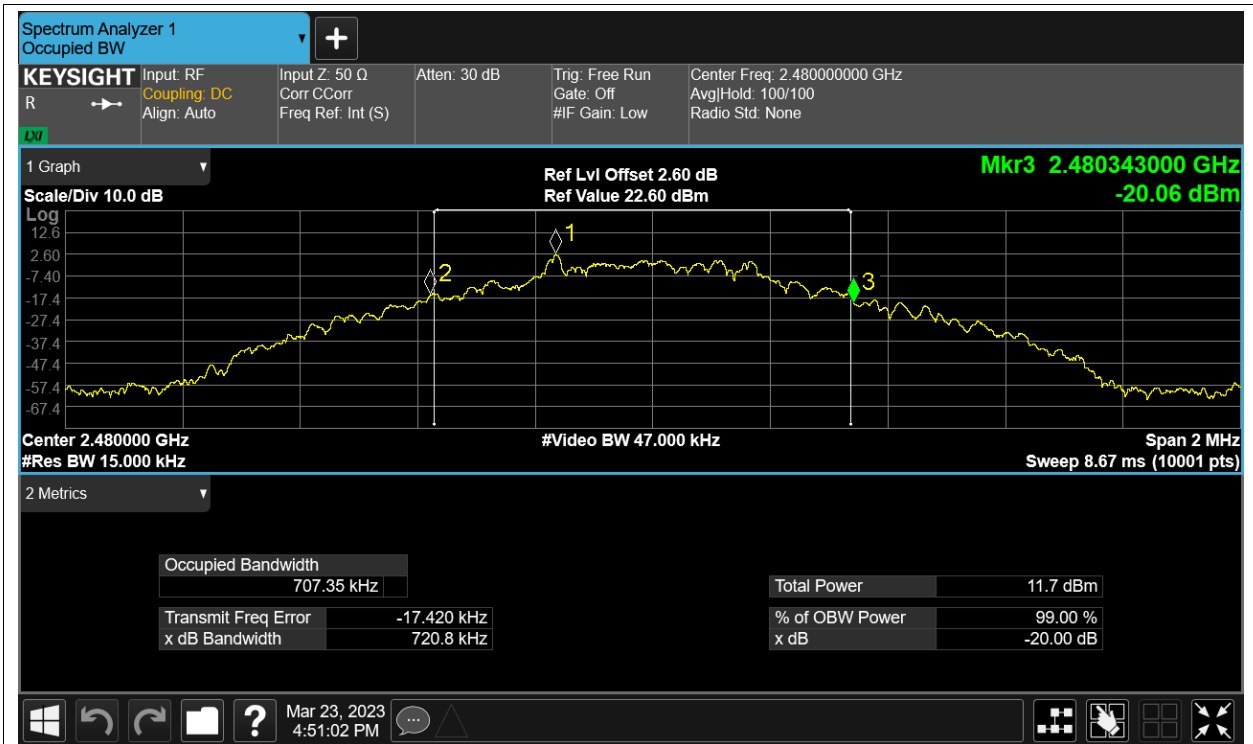 Spectrum Analyzer 1
Occupied BW
KEYSIGHT
R
LXI
Input: RF
Coupling: DC
Align: Auto
Input Z: 50 Ω
Corr CCorr
Freq Ref: Int (S)
Atten: 30 dB
Trig: Free Run
Gate: Off
#IF Gain: Low
Center Freq: 2.480000000 GHz
Avg|Hold: 100/100
Radio Std: None
1 Graph
Scale/Div 10.0 dB
Ref Lvl Offset 2.60 dB
Ref Value 22.60 dBm
Mkr3 2.480343000 GHz
-20.06 dBm
Log
12.6
2.60
-7.40
-17.4
-27.4
-37.4
-47.4
-57.4
-67.4
1
2
3
Center 2.480000 GHz
#Video BW 47.000 kHz
Span 2 MHz
#Res BW 15.000 kHz
Sweep 8.67 ms (10001 pts)
2 Metrics
Occupied Bandwidth
707.35 kHz
Total Power 11.7 dBm
Transmit Freq Error -17.420 kHz
% of OBW Power 99.00 %
x dB Bandwidth 720.8 kHz
x dB -20.00 dB
?
Mar 23, 2023
4:51:02 PM